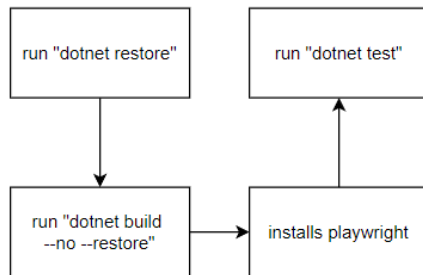 run "dotnet restore"
run "dotnet test"
run "dotnet build
--no --restore"
installs playwright